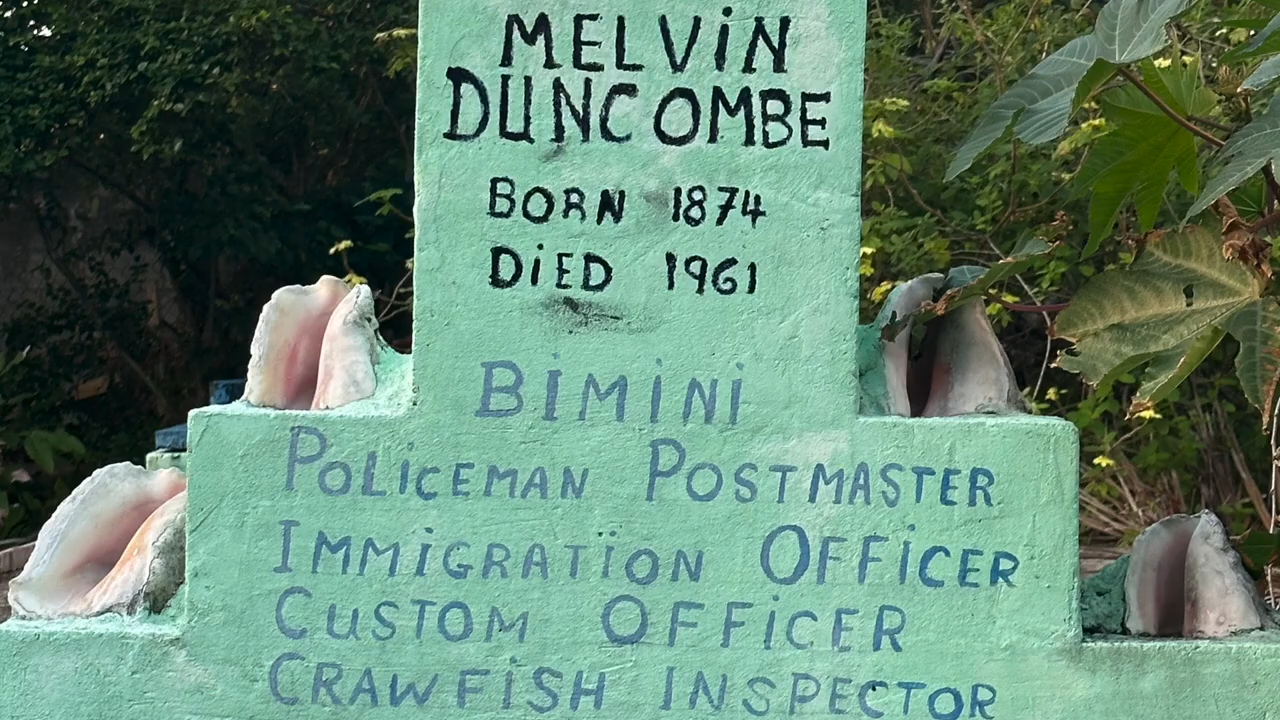 MELViN
DUNCOMBE
BORN 1874
DiED 1961
BiMiNi
POLiCEMAN POSTMASTER
IMMiGRATiON OFFiCER
CUSTOM OFFiCER
CRAWFiSH INSPECTOR